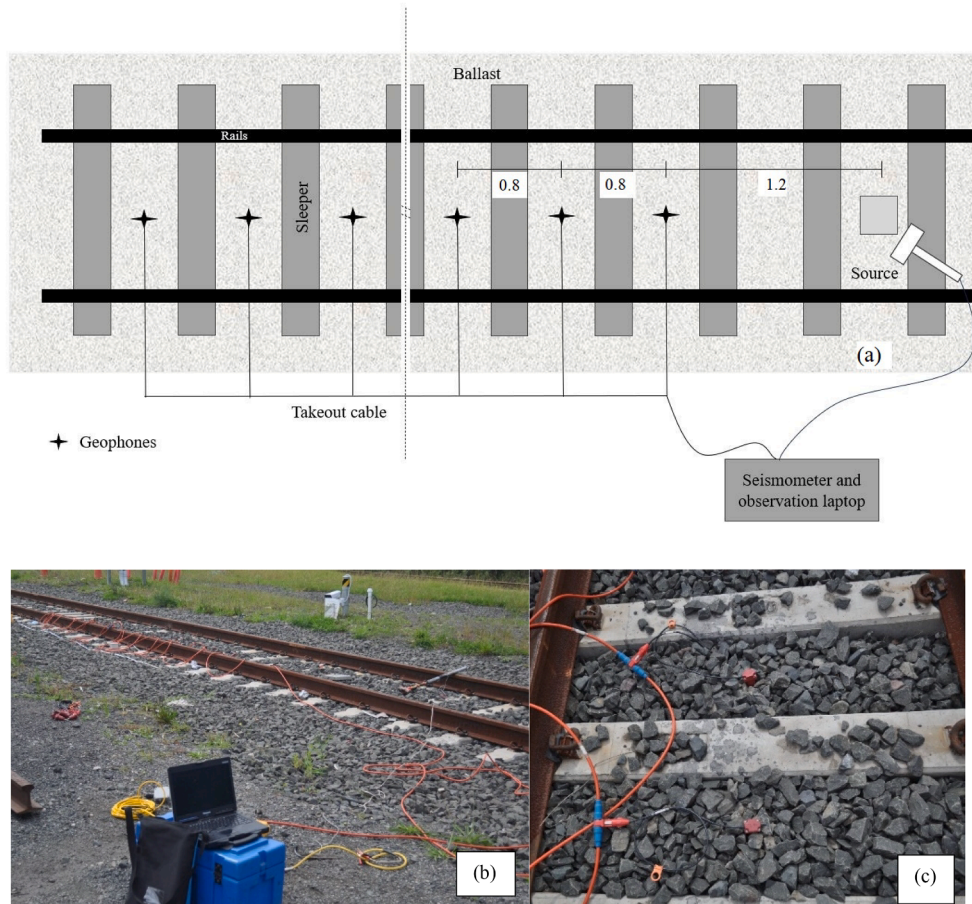 Ballast
Rails
0.8
0.8
1.2
Sleeper
Source
(a)
Takeout cable
Geophones
Seismometer and
observation laptop
(b)
(c)